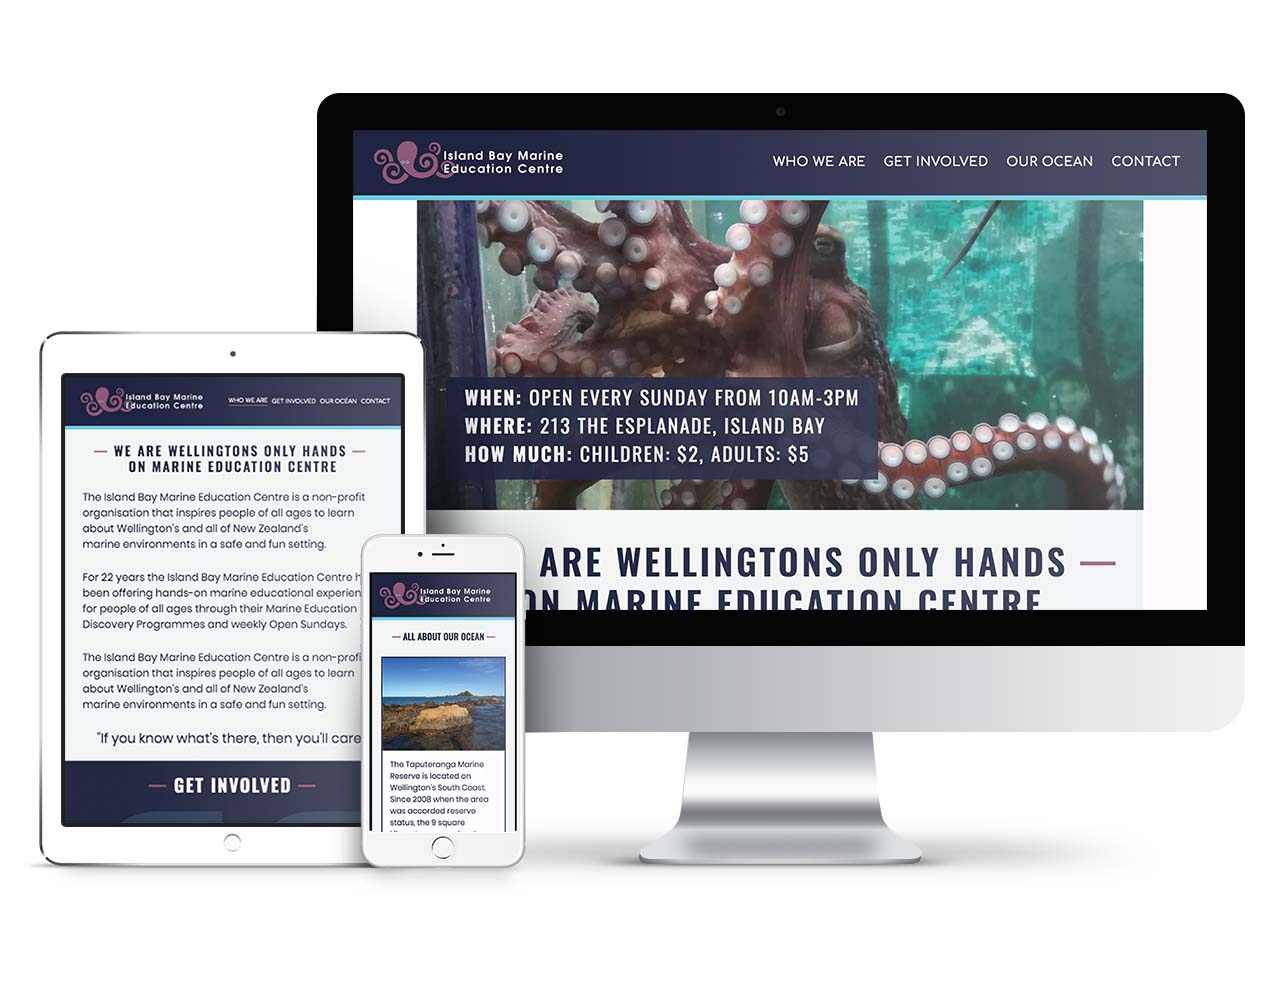 Island Bay Marine
Education Centre
WHO WE ARE GET INVOLVED OUR OCEAN CONTACT
WHEN: OPEN EVERY SUNDAY FROM 10AM-3PM
WHERE: 213 THE ESPLANADE, ISLAND BAY
HOW MUCH: CHILDREN: $2, ADULTS: $5
ARE WELLINGTONS ONLY HANDS —
ON MARINE EDUCATION CENTRE
Island Bay Marine
Education Centre
WHO WE ARE GET INVOLVED OUR OCEAN CONTACT
— WE ARE WELLINGTONS ONLY HANDS —
ON MARINE EDUCATION CENTRE
The Island Bay Marine Education Centre is a non-profit
organisation that inspires people of all ages to learn
about Wellington's and all of New Zealand's
marine environments in a safe and fun setting.
For 22 years the Island Bay Marine Education Centre h
been offering hands-on marine educational experien
for people of all ages through their Marine Education
Discovery Programmes and weekly Open Sundays.
The Island Bay Marine Education Centre is a non-profi
organisation that inspires people of all ages to learn
about Wellington's and all of New Zealand's
marine environments in a safe and fun setting.
"If you know what's there, then you'll care
— GET INVOLVED —
Island Bay Marine
Education Centre
— ALL ABOUT OUR OCEAN —
The Taputeranga Marine
Reserve is located on
Wellington's South Coast.
Since 2008 when the area
was accorded reserve
status, the 9 square